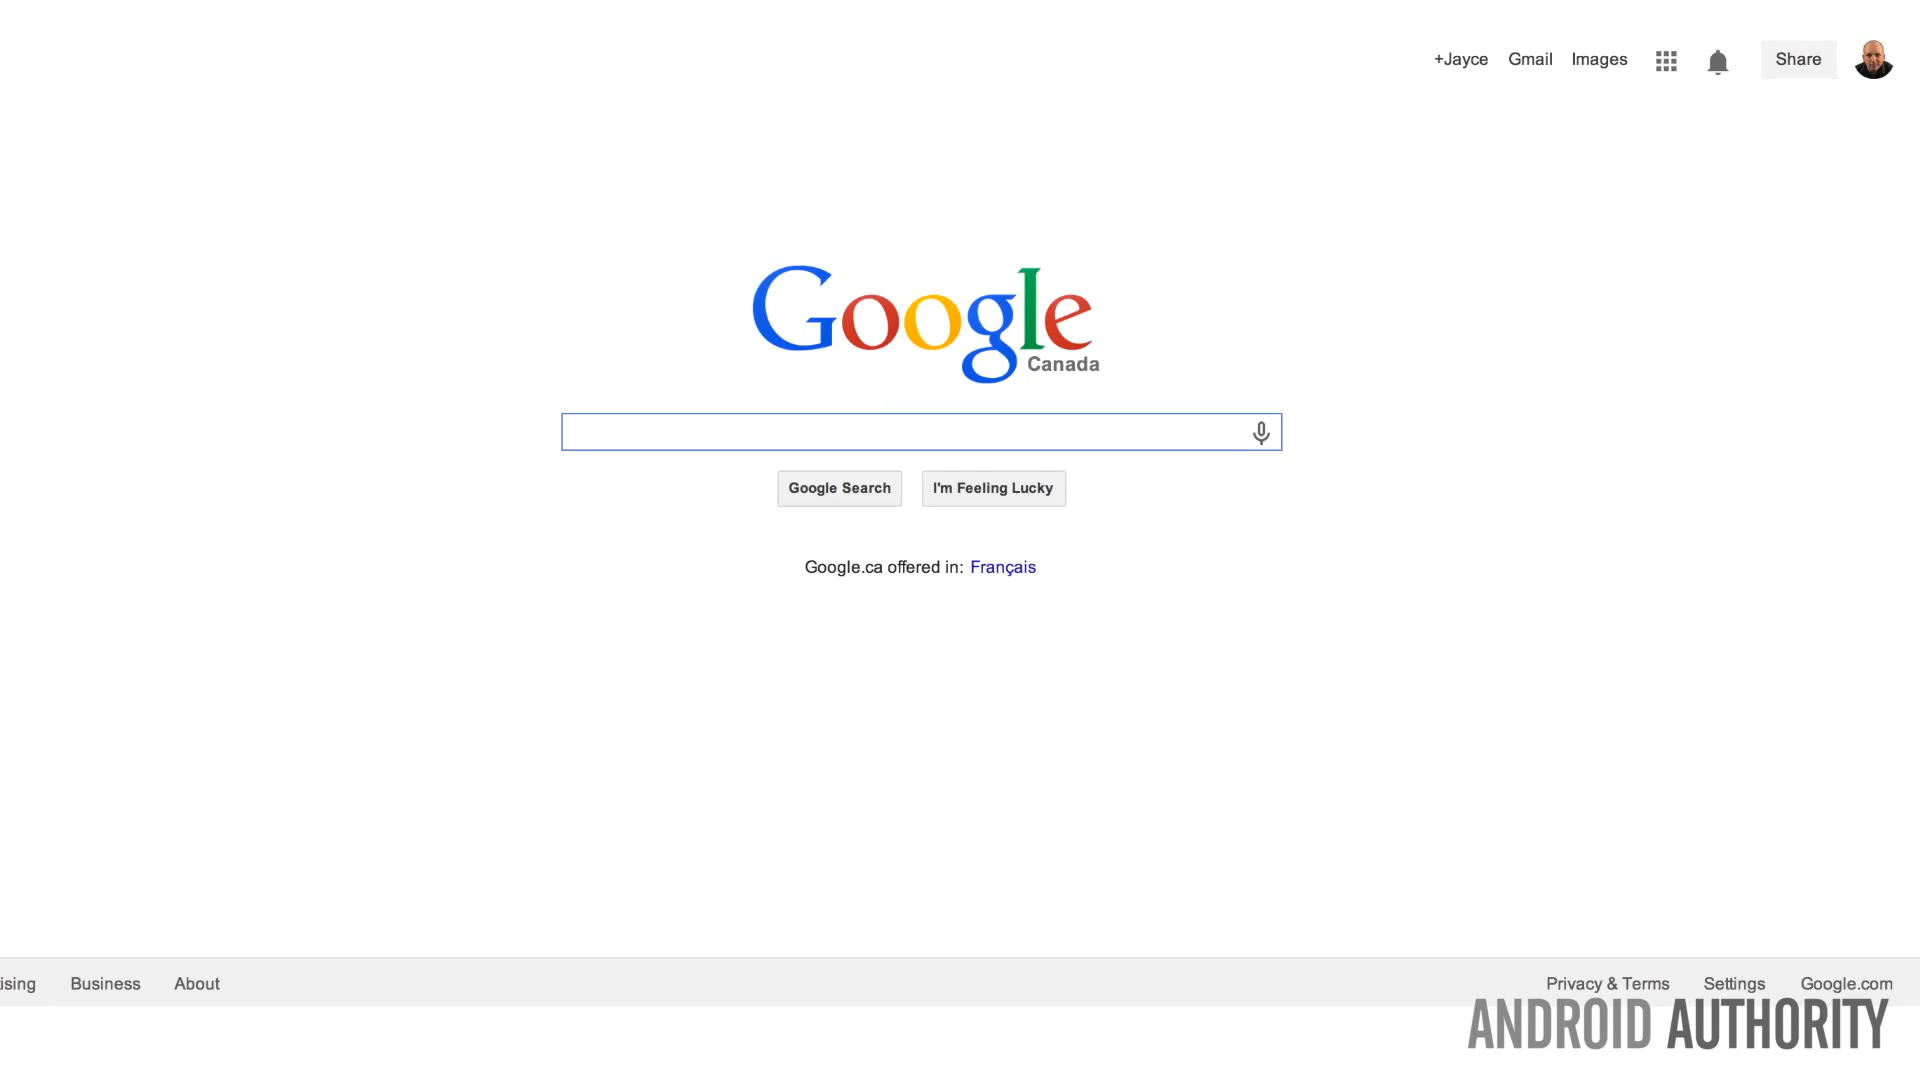 +Jayce Gmail Images Share
Google
Canada
Google Search I'm Feeling Lucky
Google.ca offered in: Français
ising Business About Privacy & Terms Settings Google.com
ANDROID AUTHORITY